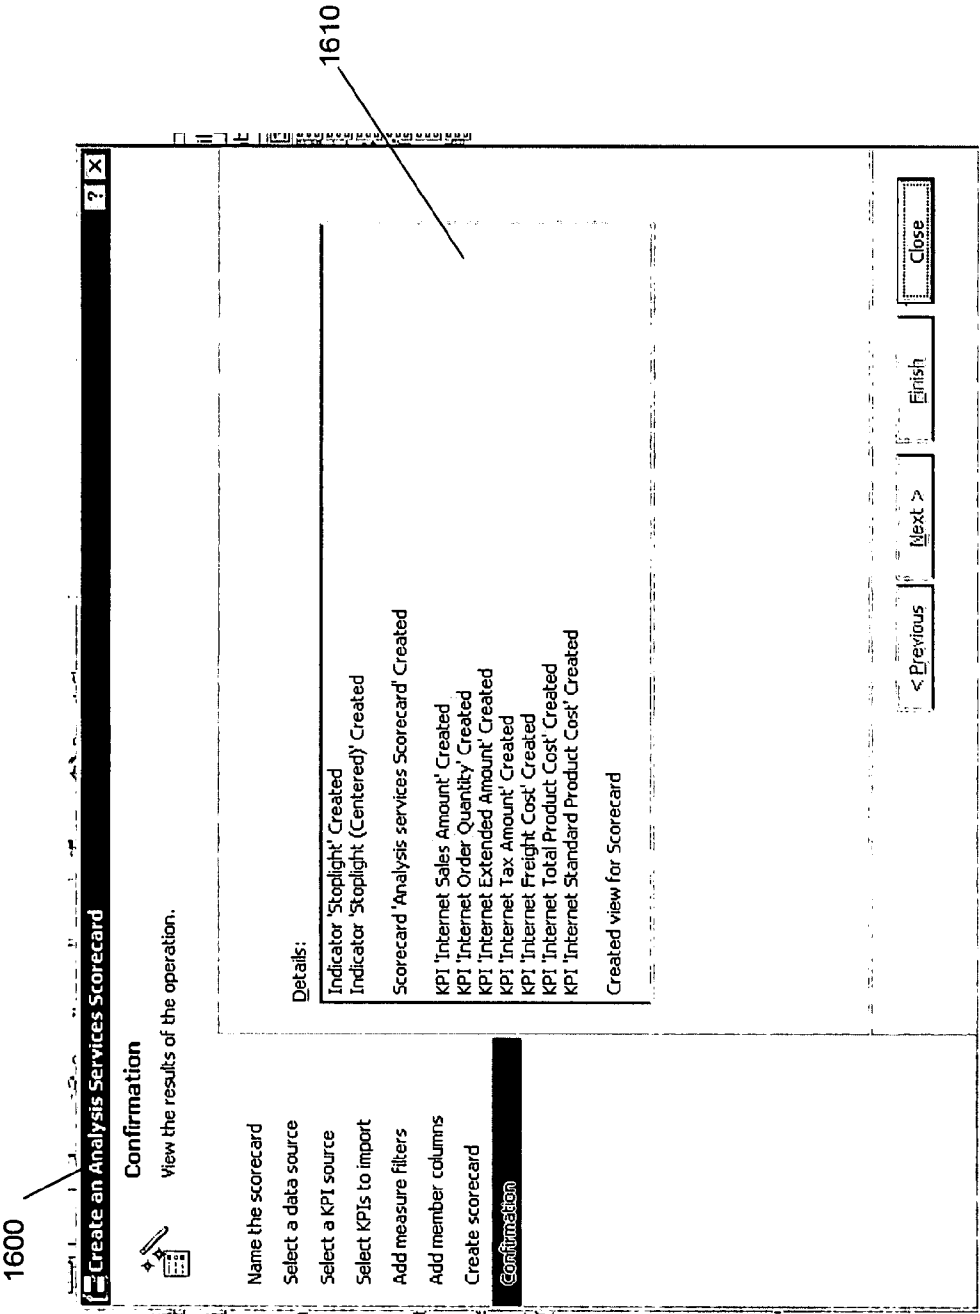 1600
Create an Analysis Services Scorecard
? X
Confirmation
View the results of the operation.
Name the scorecard
Select a data source
Select a KPI source
Select KPIs to import
Add measure filters
Add member columns
Create scorecard
Confirmation
Details:
Indicator 'Stoplight' Created
Indicator 'Stoplight (Centered)' Created
Scorecard 'Analysis services Scorecard' Created
KPI 'Internet Sales Amount' Created
KPI 'Internet Order Quantity' Created
KPI 'Internet Extended Amount' Created
KPI 'Internet Tax Amount' Created
KPI 'Internet Freight Cost' Created
KPI 'Internet Total Product Cost' Created
KPI 'Internet Standard Product Cost' Created
Created view for Scorecard
1610
< Previous
Next >
Finish
Close